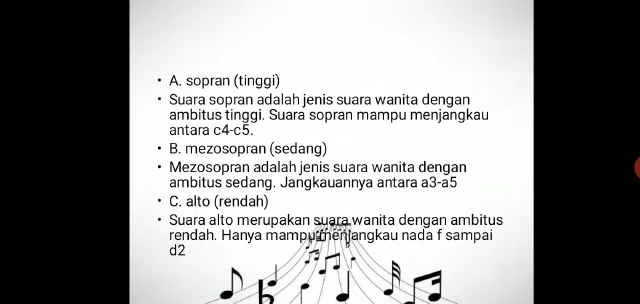 • A. sopran (tinggi)
• Suara sopran adalah jenis suara wanita dengan
ambitus tinggi. Suara sopran mampu menjangkau
antara c4-c5.
• B. mezosopran (sedang)
• Mezosopran adalah jenis suara wanita dengan
ambitus sedang. Jangkauannya antara a3-a5
• C. alto (rendah)
• Suara alto merupakan suara wanita dengan ambitus
rendah. Hanya mampu menjangkau nada f sampai
d2